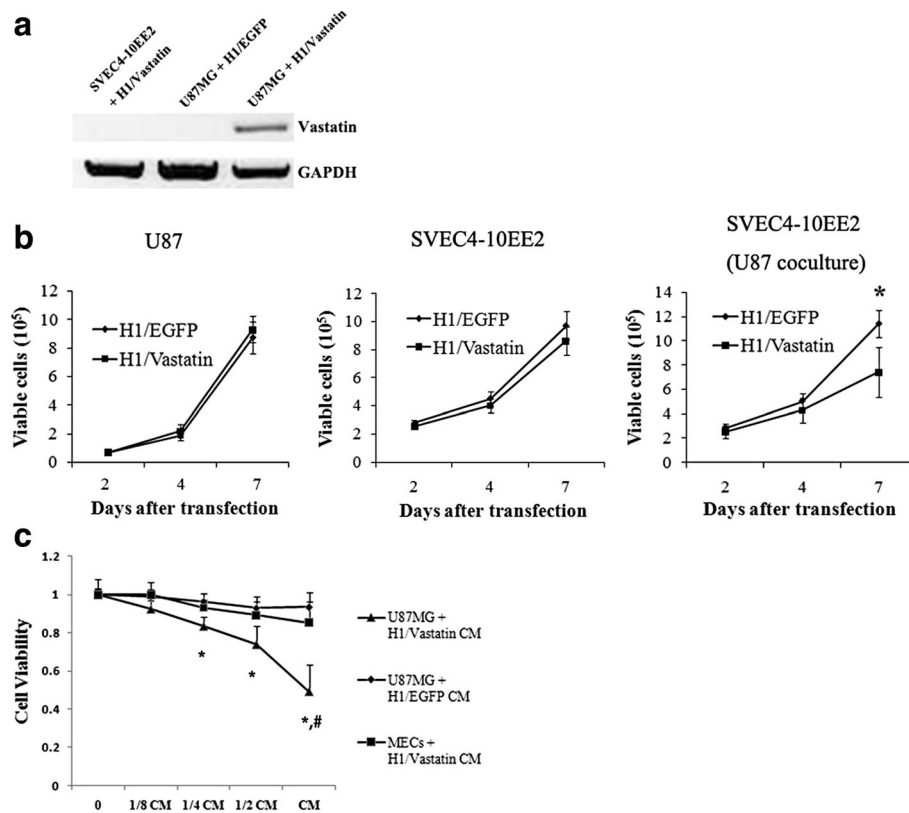 a
SVEC4-10EE2
+ H1/Vastatin
U87MG + H1/EGFP
U87MG + H1/Vastatin
Vastatin
GAPDH
b
U87
Viable cells (10⁵)
12
10
8
6
4
2
0
H1/EGFP
H1/Vastatin
2 4 7
Days after transfection
SVEC4-10EE2
Viable cells (10⁵)
12
10
8
6
4
2
0
H1/EGFP
H1/Vastatin
2 4 7
Days after transfection
SVEC4-10EE2
(U87 coculture)
Viable cells (10⁵)
14
12
10
8
6
4
2
0
H1/EGFP
H1/Vastatin
*
2 4 7
Days after transfection
c
Cell Viability
1.2
1
0.8
0.6
0.4
0.2
0
*
*
*,#
0 1/8 CM 1/4 CM 1/2 CM CM
U87MG +
H1/Vastatin CM
U87MG +
H1/EGFP CM
MECs +
H1/Vastatin CM